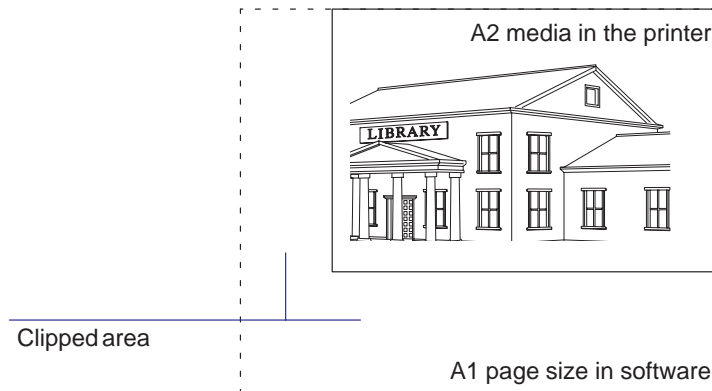 A2 media in the printer
LIBRARY
Clipped area
A1 page size in software